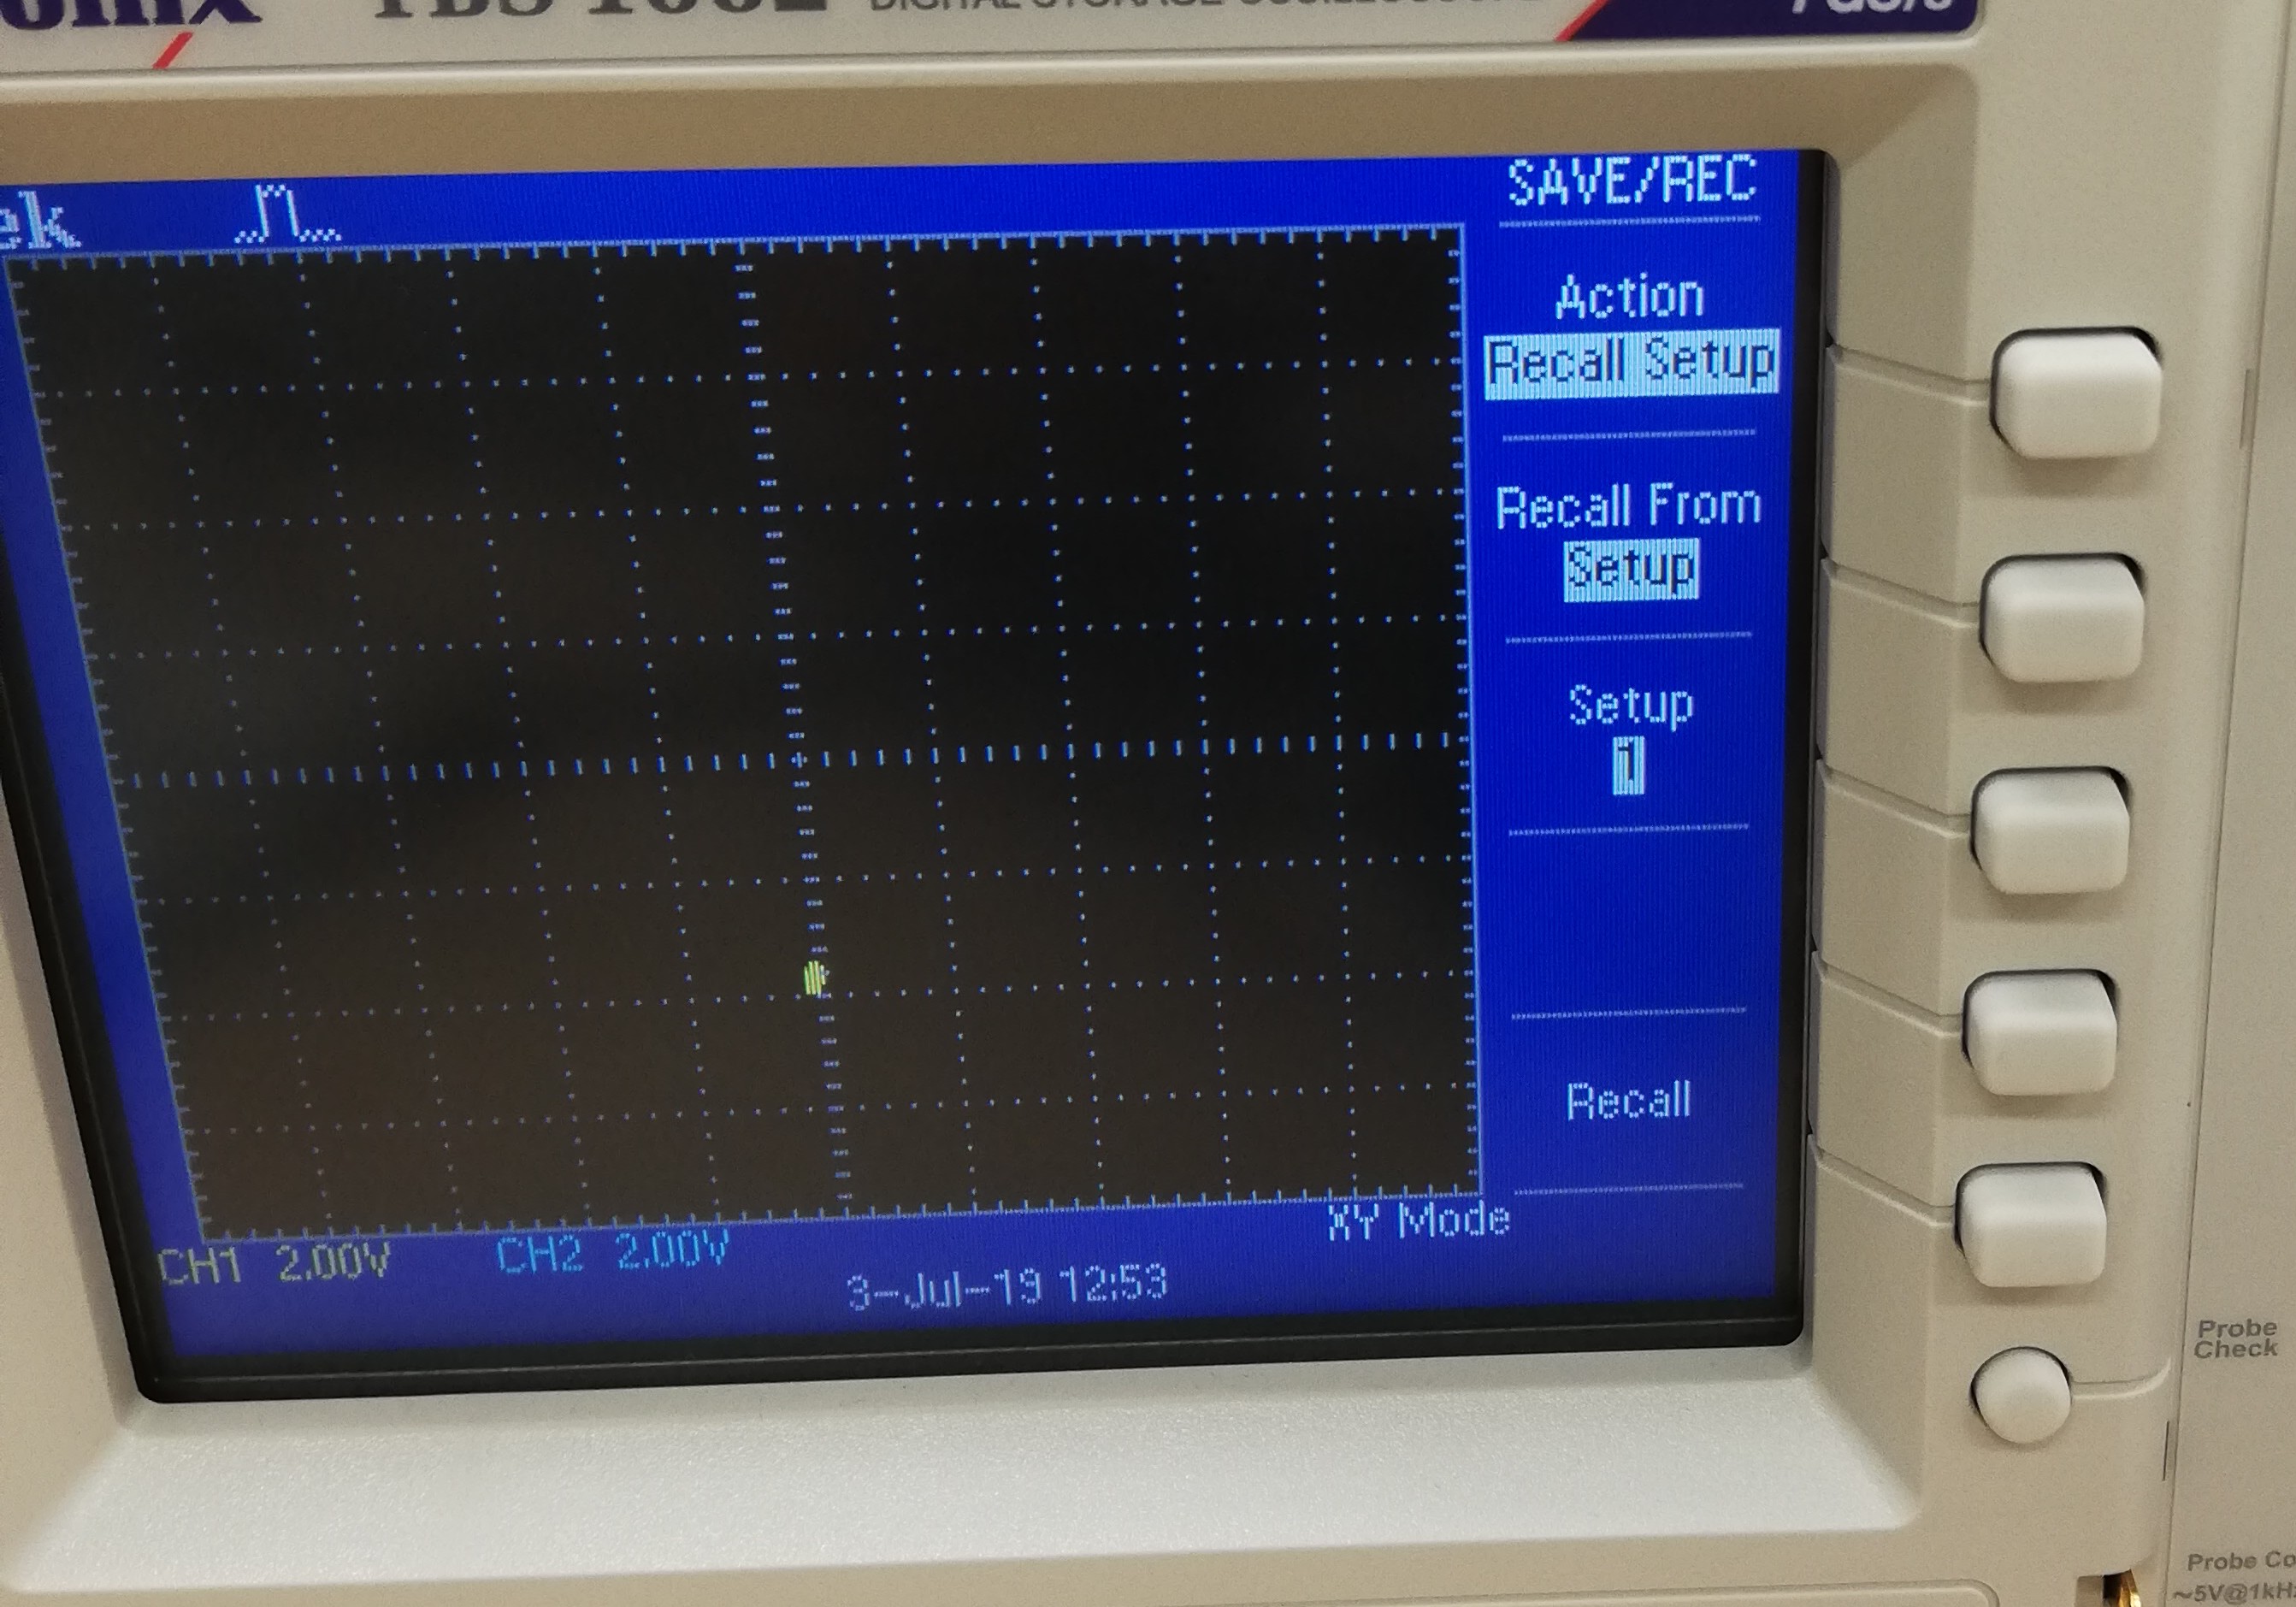 SAVE/REC
Action
Recall Setup
Recall From
Setup
Setup
1
Recall
XY Mode
CH1 2.00V CH2 2.00V
3-Jul-19 12:53
Probe
Check